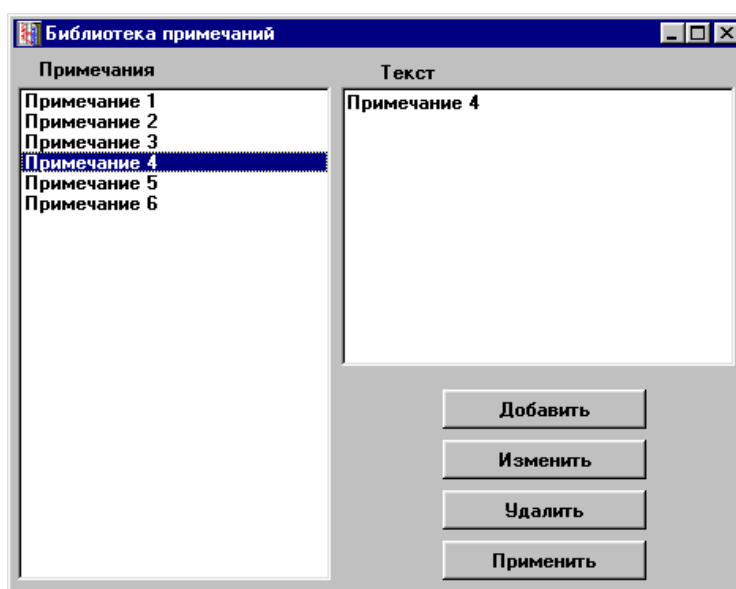 Библиотека примечаний
Примечания
Текст
Примечание 1
Примечание 2
Примечание 3
Примечание 4
Примечание 5
Примечание 6
Примечание 4
Добавить
Изменить
Удалить
Применить